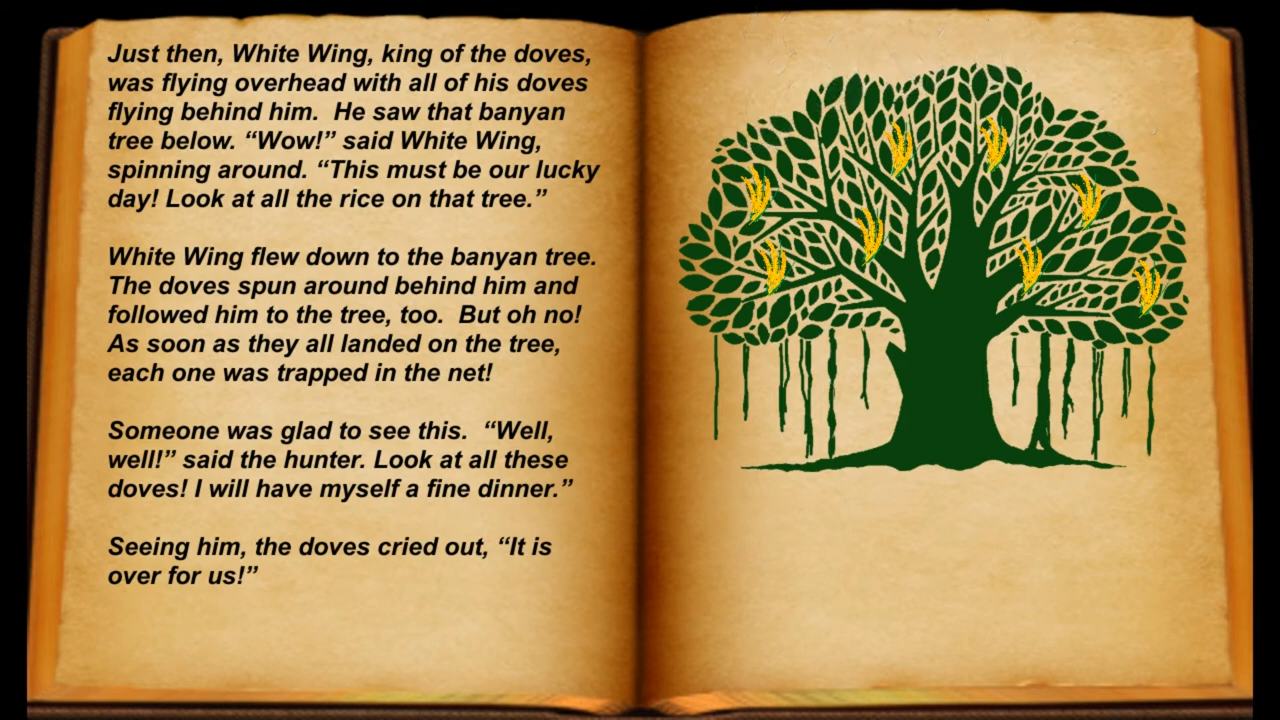 Just then, White Wing, king of the doves,
was flying overhead with all of his doves
flying behind him.  He saw that banyan
tree below. “Wow!” said White Wing,
spinning around. “This must be our lucky
day! Look at all the rice on that tree.”
White Wing flew down to the banyan tree.
The doves spun around behind him and
followed him to the tree, too.  But oh no!
As soon as they all landed on the tree,
each one was trapped in the net!
Someone was glad to see this.  “Well,
well!” said the hunter. Look at all these
doves! I will have myself a fine dinner.”
Seeing him, the doves cried out, “It is
over for us!”